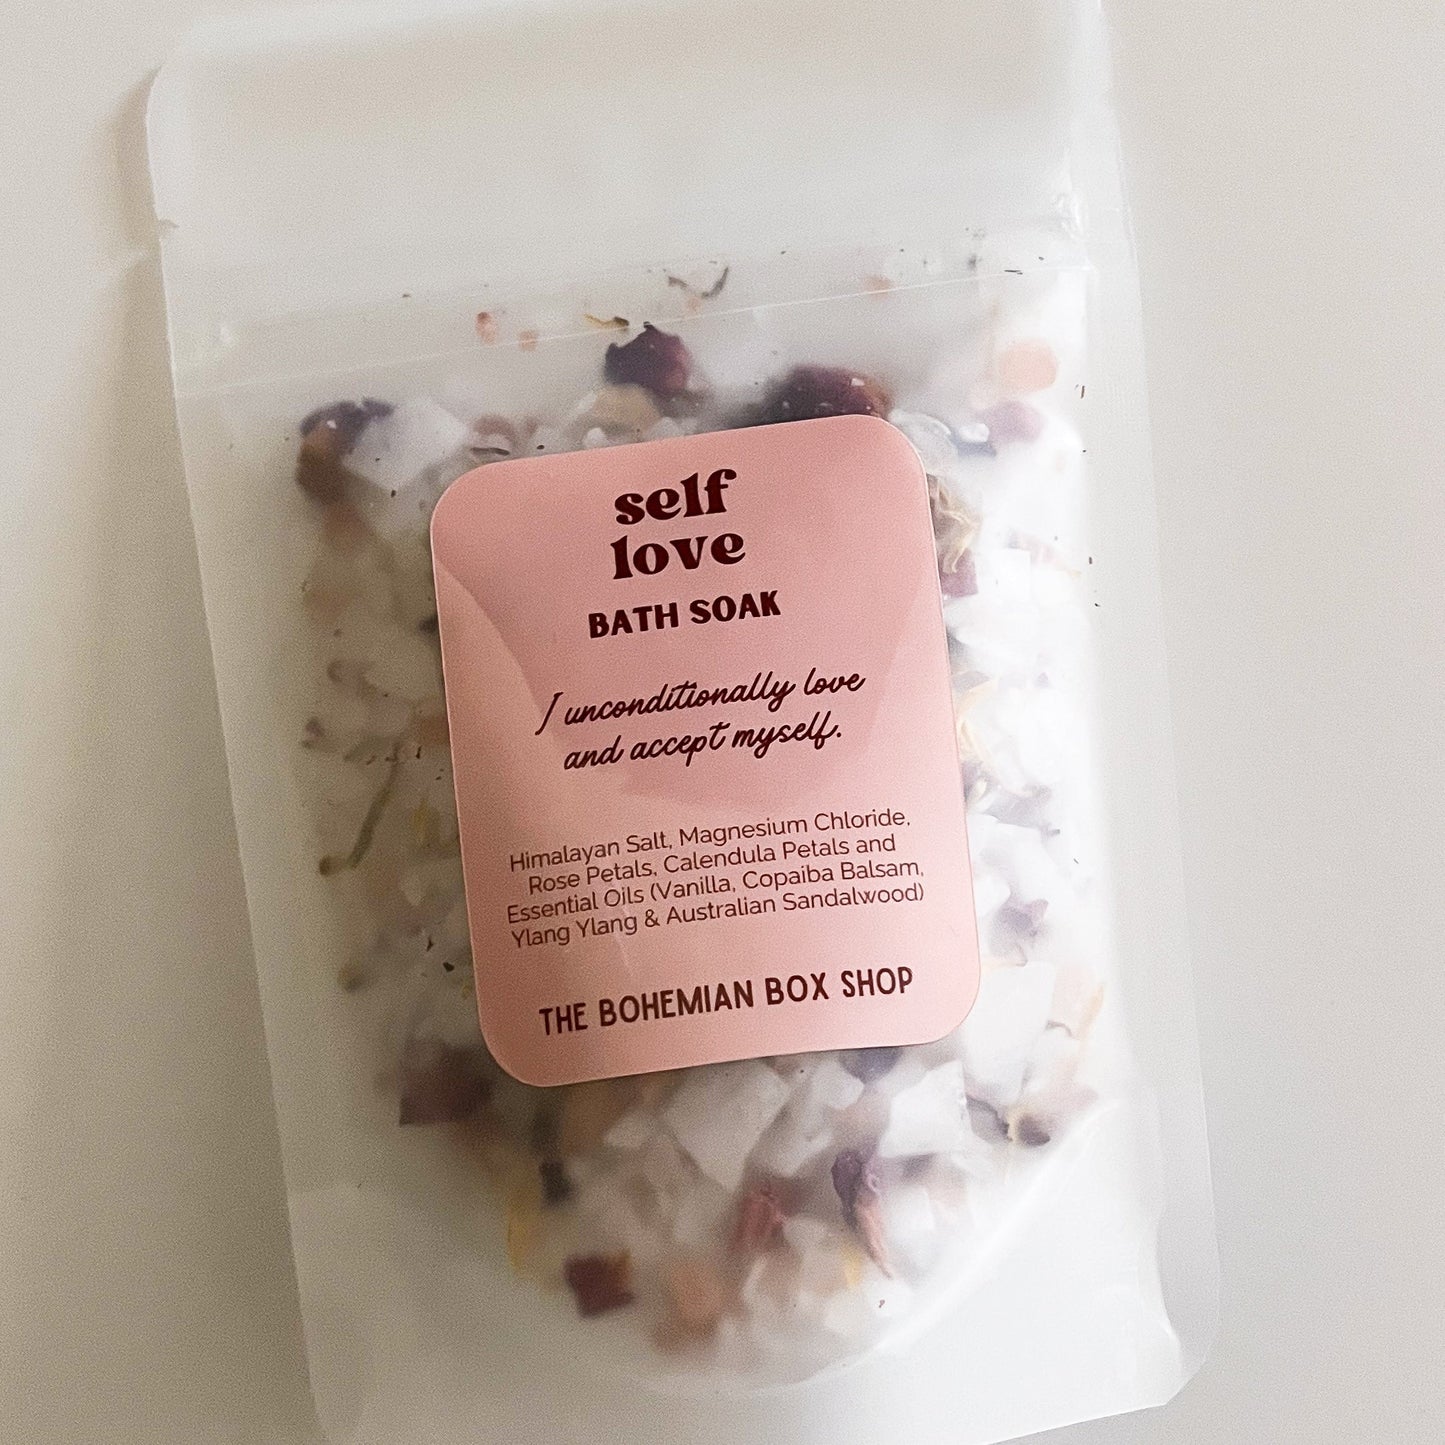 self
love
BATH SOAK
I unconditionally love
and accept myself.
Himalayan Salt, Magnesium Chloride,
Rose Petals, Calendula Petals and
Essential Oils (Vanilla, Copaiba Balsam,
Ylang Ylang & Australian Sandalwood)
THE BOHEMIAN BOX SHOP